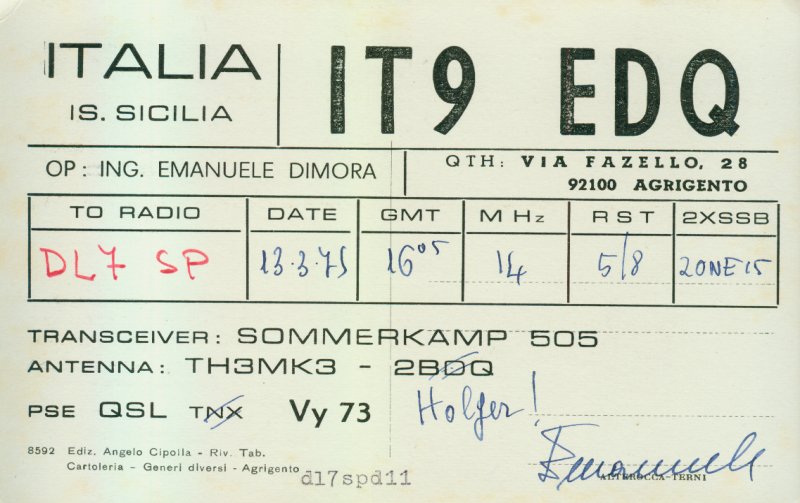 ITALIA
IS. SICILIA
IT9 EDQ
OP: ING. EMANUELE DIMORA
QTH: VIA FAZELLO, 28
92100 AGRIGENTO
TO RADIO DATE GMT MHz RST 2XSSB
DL7 SP 13.3.75 16 05 14 5/8 ZONE 15
TRANSCEIVER: SOMMERKAMP 505
ANTENNA: TH3MK3 - 2BDQ
PSE QSL TNX Vy 73 Holger!
Emanuele
8592 Ediz. Angelo Cipolla - Riv. Tab.
Cartoleria - Generi diversi - Agrigento
dl7spd11
ALTEROCCA-TERNI